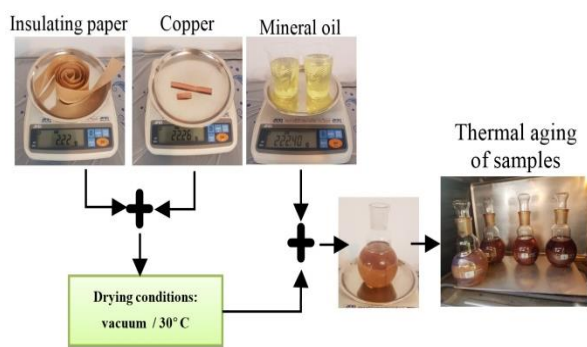 Insulating paper
Copper
Mineral oil
Thermal aging
of samples
Drying conditions:
vacuum / 30° C